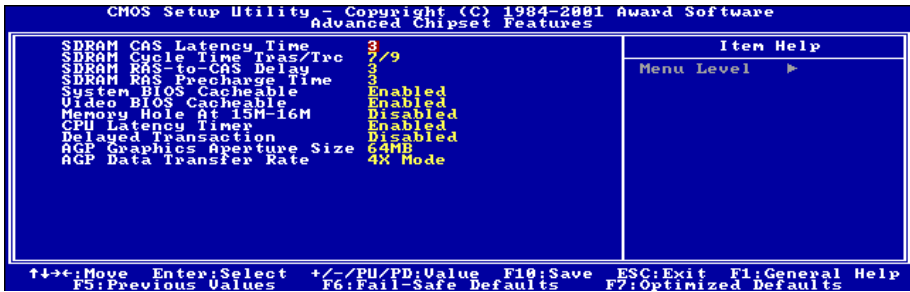 CMOS Setup Utility - Copyright (C) 1984-2001 Award Software
Advanced Chipset Features
SDRAM CAS Latency Time 3
SDRAM Cycle Time Tras/Trc 7/9
SDRAM RAS-to-CAS Delay 3
SDRAM RAS Precharge Time 3
System BIOS Cacheable Enabled
Video BIOS Cacheable Enabled
Memory Hole At 15M-16M Disabled
CPU Latency Timer Enabled
Delayed Transaction Disabled
AGP Graphics Aperture Size 64MB
AGP Data Transfer Rate 4X Mode
Item Help
Menu Level ►
↑↓→←:Move Enter:Select +/-/PU/PD:Value F10:Save ESC:Exit F1:General Help
F5:Previous Values F6:Fail-Safe Defaults F7:Optimized Defaults